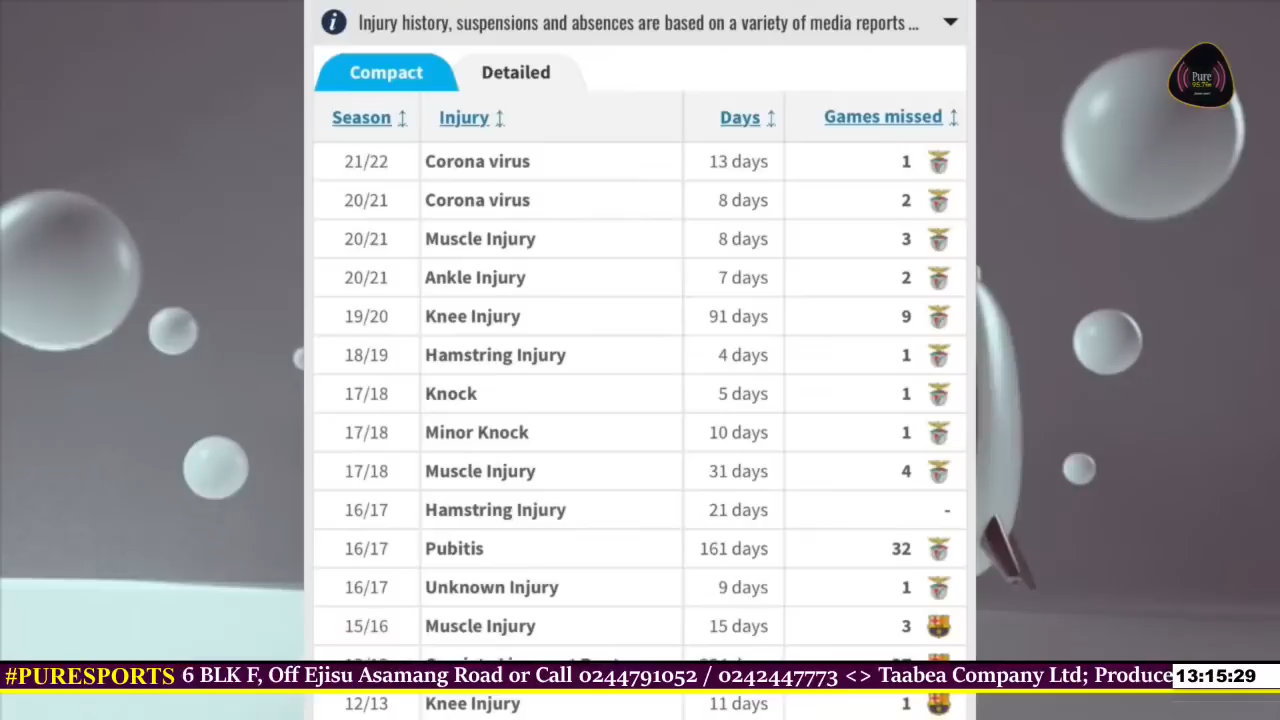 Injury history, suspensions and absences are based on a variety of media reports ...
Pure
95.7fm
Compact Detailed
Season Injury Days Games missed
21/22 Corona virus 13 days 1
20/21 Corona virus 8 days 2
20/21 Muscle Injury 8 days 3
20/21 Ankle Injury 7 days 2
19/20 Knee Injury 91 days 9
18/19 Hamstring Injury 4 days 1
17/18 Knock 5 days 1
17/18 Minor Knock 10 days 1
17/18 Muscle Injury 31 days 4
16/17 Hamstring Injury 21 days -
16/17 Pubitis 161 days 32
16/17 Unknown Injury 9 days 1
15/16 Muscle Injury 15 days 3
#PURESPORTS 6 BLK F, Off Ejisu Asamang Road or Call 0244791052 / 0242447773 <> Taabea Company Ltd; Produce 13:15:29
12/13 Knee Injury 11 days 1